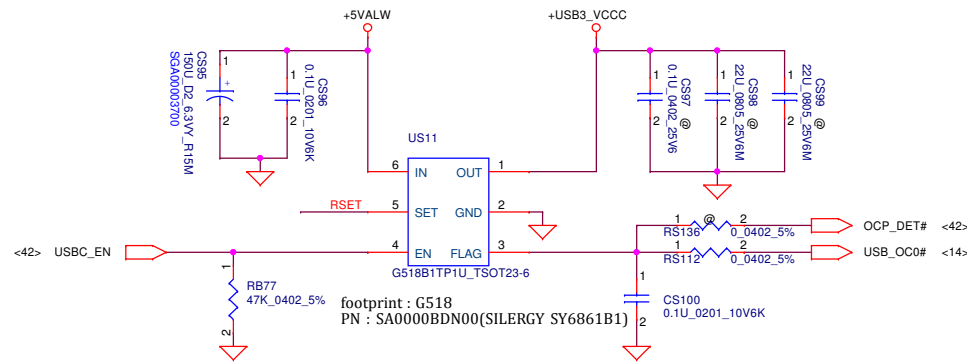 +5VALW
+USB3_VCCC
1
2
CS95
150U_D2_6.3VY_R15M
SGA00003700
+
1
2
CS96
0.1U_0201_10V6K
1
2
CS97
0.1U_0402_25V6
@
1
2
CS98
22U_0805_25V6M
@
1
2
CS99
22U_0805_25V6M
@
US11
6 IN OUT 1
RSET 5 SET GND 2
<42> USBC_EN 4 EN FLAG 3
G518B1TP1U_TSOT23-6
1 @ 2 OCP_DET# <42>
RS136 0_0402_5%
1 2 USB_OC0# <14>
RS112 0_0402_5%
1
RB77
47K_0402_5%
2
footprint : G518
PN : SA0000BDN00(SILERGY SY6861B1)
1
CS100
0.1U_0201_10V6K
2